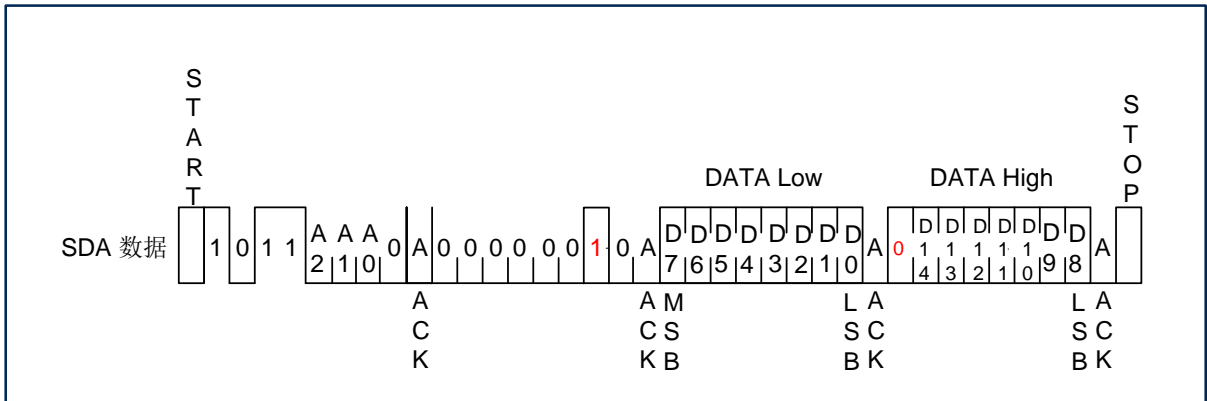 START
STOP
DATA Low
DATA High
SDA 数据
1 0 1 1 A2 A1 A0 0 A 0 0 0 0 0 0 1 0 A D7 D6 D5 D4 D3 D2 D1 D0 A 0 D14 D13 D12 D11 D10 D9 D8 A
ACK
ACK
MSB
LSB
ACK
LSB
ACK